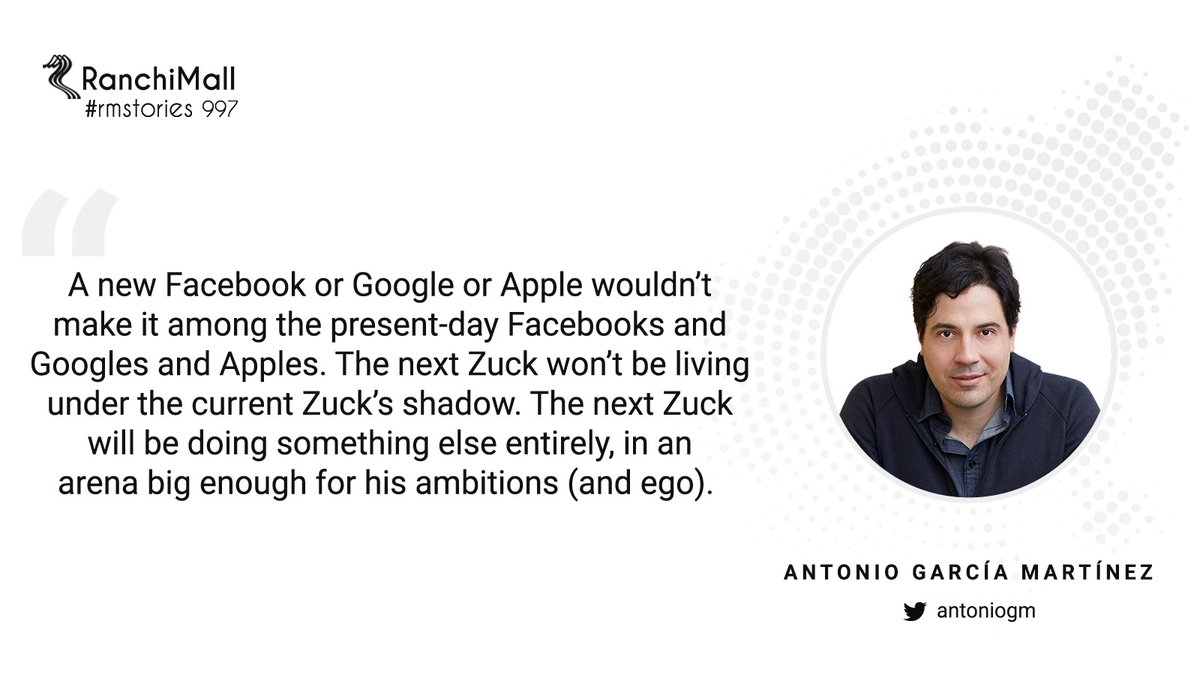 RanchiMall
#rmstories 997
“
A new Facebook or Google or Apple wouldn’t
make it among the present-day Facebooks and
Googles and Apples. The next Zuck won’t be living
under the current Zuck’s shadow. The next Zuck
will be doing something else entirely, in an
arena big enough for his ambitions (and ego).
ANTONIO GARCÍA MARTÍNEZ
antoniogm